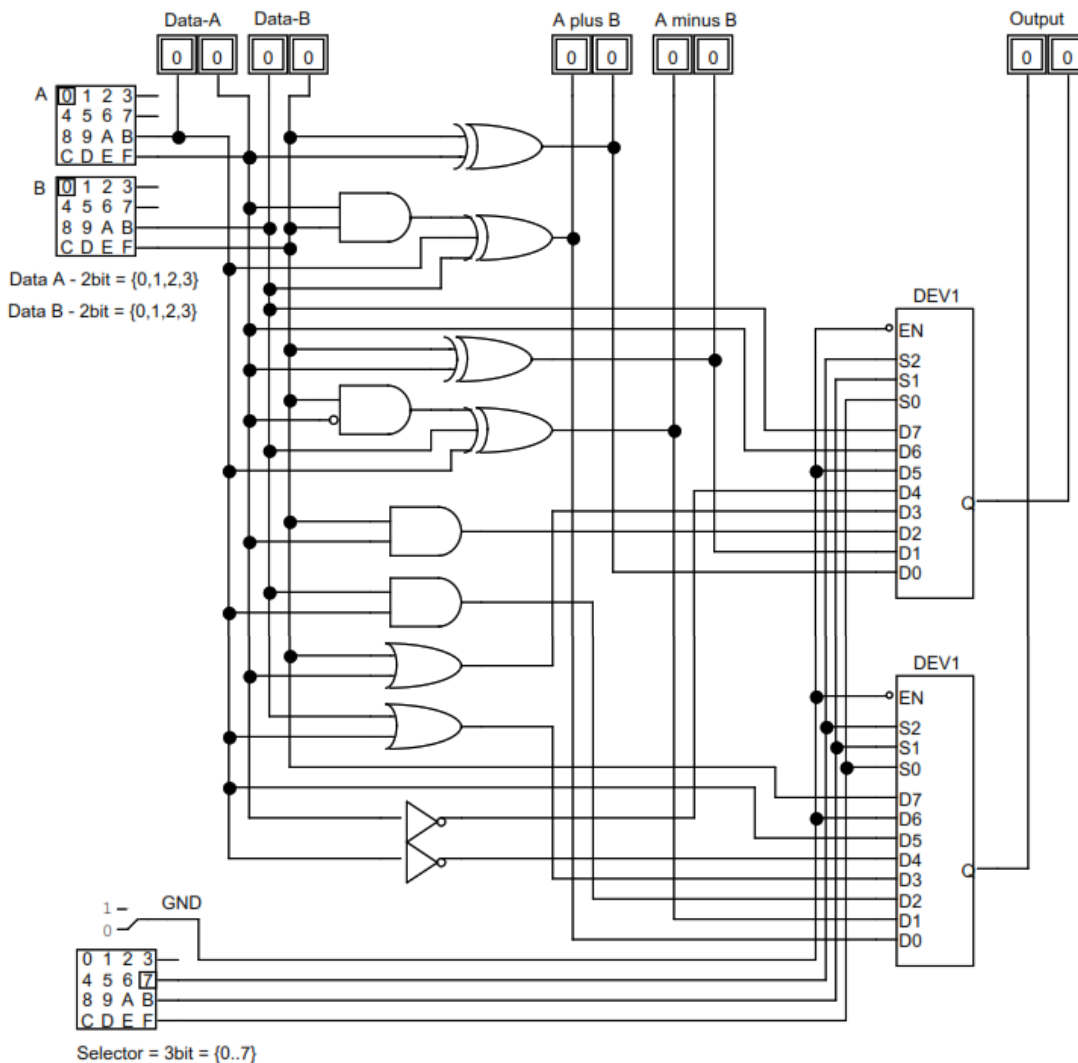 Data-A Data-B A plus B A minus B Output
0 0 0 0 0 0 0 0 0 0
A 0 1 2 3
4 5 6 7
8 9 A B
C D E F
B 0 1 2 3
4 5 6 7
8 9 A B
C D E F
Data A - 2bit = {0,1,2,3}
Data B - 2bit = {0,1,2,3}
DEV1
EN
S2
S1
S0
D7
D6
D5
D4
D3
D2
D1
D0
Q
DEV1
EN
S2
S1
S0
D7
D6
D5
D4
D3
D2
D1
D0
Q
1
0
GND
0 1 2 3
4 5 6 7
8 9 A B
C D E F
Selector = 3bit = {0..7}